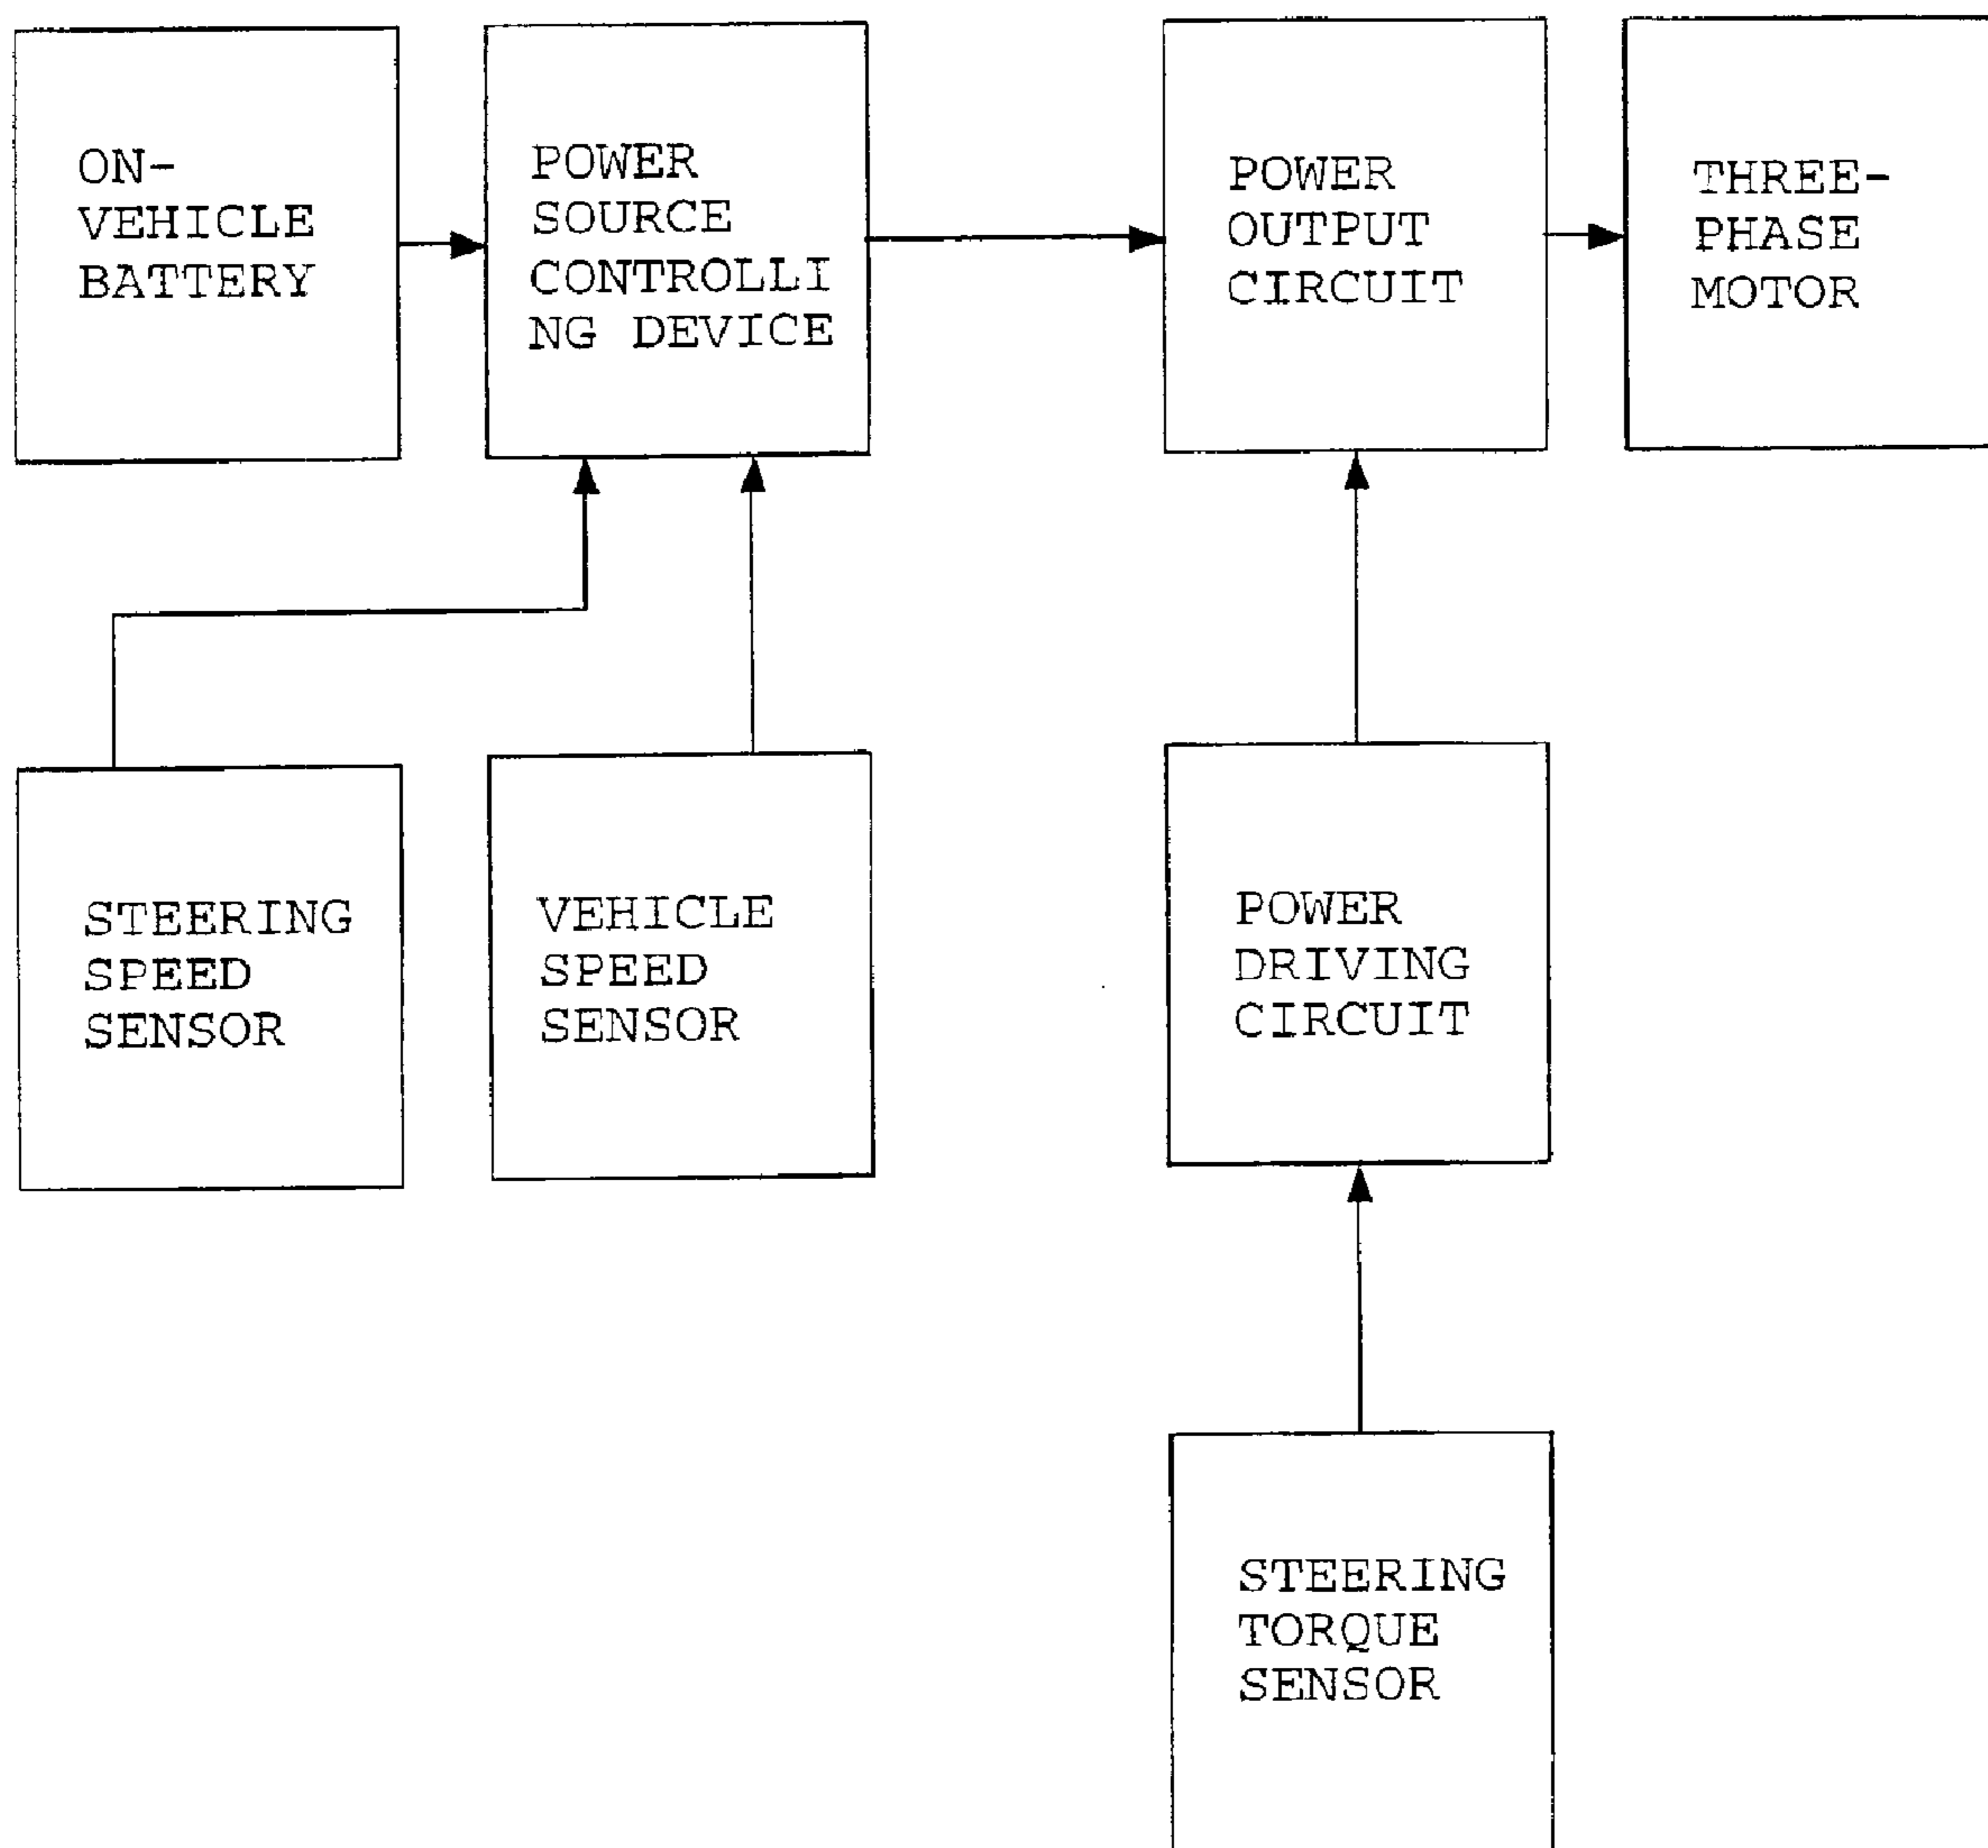 ON-
VEHICLE
BATTERY
POWER
SOURCE
CONTROLLI
NG DEVICE
POWER
OUTPUT
CIRCUIT
THREE-
PHASE
MOTOR
STEERING
SPEED
SENSOR
VEHICLE
SPEED
SENSOR
POWER
DRIVING
CIRCUIT
STEERING
TORQUE
SENSOR